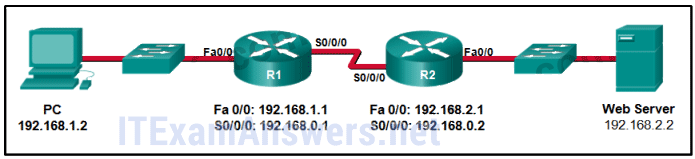 Fa0/0
S0/0/0
R1
S0/0/0
R2
Fa0/0
PC
192.168.1.2
Fa 0/0: 192.168.1.1
S0/0/0: 192.168.0.1
Fa 0/0: 192.168.2.1
S0/0/0: 192.168.0.2
Web Server
192.168.2.2
ITExamAnswers.net